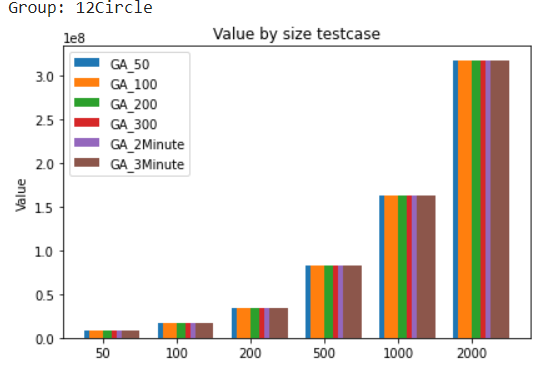 Group: 12Circle
Value by size testcase
1e8
3.0
2.5
2.0
1.5
1.0
0.5
0.0
Value
GA_50
GA_100
GA_200
GA_300
GA_2Minute
GA_3Minute
50 100 200 500 1000 2000